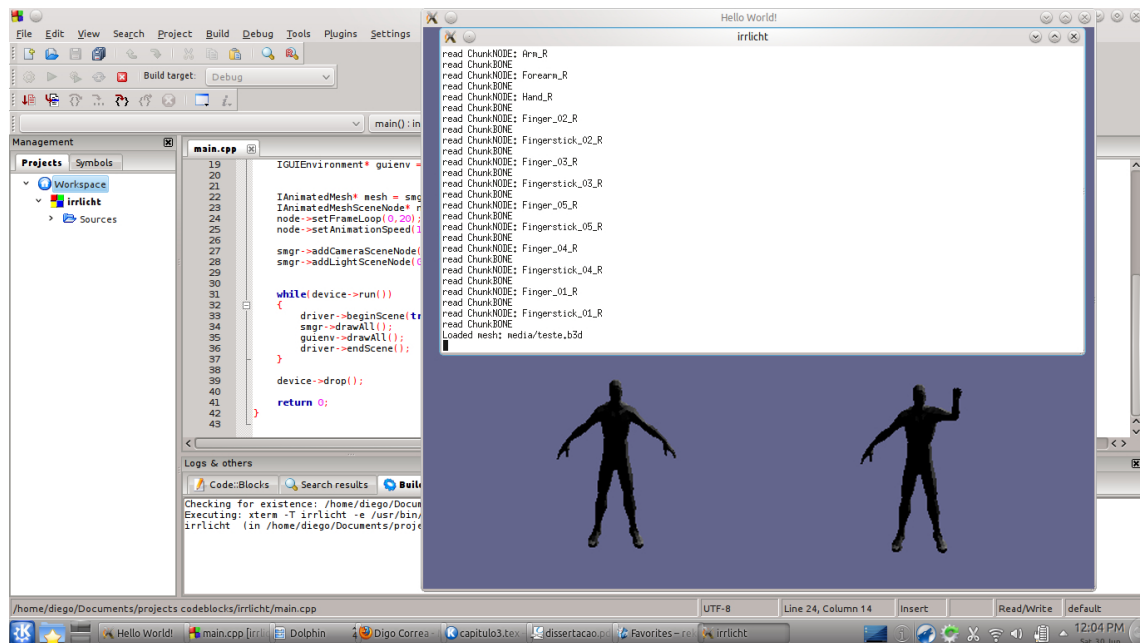 Hello World!
File Edit View Search Project Build Debug Tools Plugins Settings
irrlicht
Build target: Debug
main() : in
Management
Projects Symbols
Workspace
irrlicht
Sources
main.cpp
19 IGUIEnvironment* guienv =
20
21
22 IAnimatedMesh* mesh = smg
23 IAnimatedMeshSceneNode* n
24 node->setFrameLoop(0,20);
25 node->setAnimationSpeed(1
26
27 smgr->addCameraSceneNode(
28 smgr->addLightSceneNode(0
29
30
31 while(device->run())
32 {
33 driver->beginScene(tr
34 smgr->drawAll();
35 guienv->drawAll();
36 driver->endScene();
37 }
38
39 device->drop();
40
41 return 0;
42 }
43
read ChunkNODE: Arm_R
read ChunkBONE
read ChunkNODE: Forearm_R
read ChunkBONE
read ChunkNODE: Hand_R
read ChunkBONE
read ChunkNODE: Finger_02_R
read ChunkBONE
read ChunkNODE: Fingerstick_02_R
read ChunkBONE
read ChunkNODE: Finger_03_R
read ChunkBONE
read ChunkNODE: Fingerstick_03_R
read ChunkBONE
read ChunkNODE: Finger_05_R
read ChunkBONE
read ChunkNODE: Fingerstick_05_R
read ChunkBONE
read ChunkNODE: Finger_04_R
read ChunkBONE
read ChunkNODE: Fingerstick_04_R
read ChunkBONE
read ChunkNODE: Finger_01_R
read ChunkBONE
read ChunkNODE: Fingerstick_01_R
read ChunkBONE
Loaded mesh: media/teste.b3d
Logs & others
Code::Blocks Search results Buil
Checking for existence: /home/diego/Docum
Executing: xterm -T irrlicht -e /usr/bin/
irrlicht (in /home/diego/Documents/proje
/home/diego/Documents/projects codeblocks/irrlicht/main.cpp UTF-8 Line 24, Column 14 Insert Read/Write default
Hello World! main.cpp [irrl Dolphin Digo Correa capitulo3.tex dissertacao.pd Favorites – re irrlicht 12:04 PM
Sat, 30 Jun